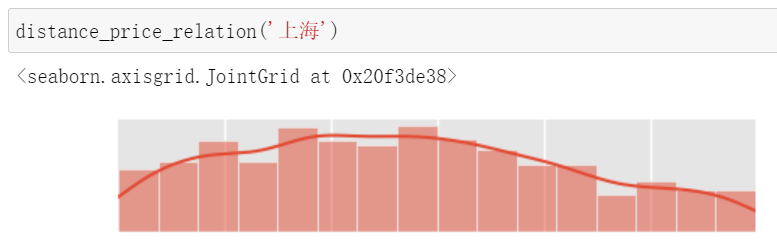 distance_price_relation('上海')
<seaborn.axisgrid.JointGrid at 0x20f3de38>